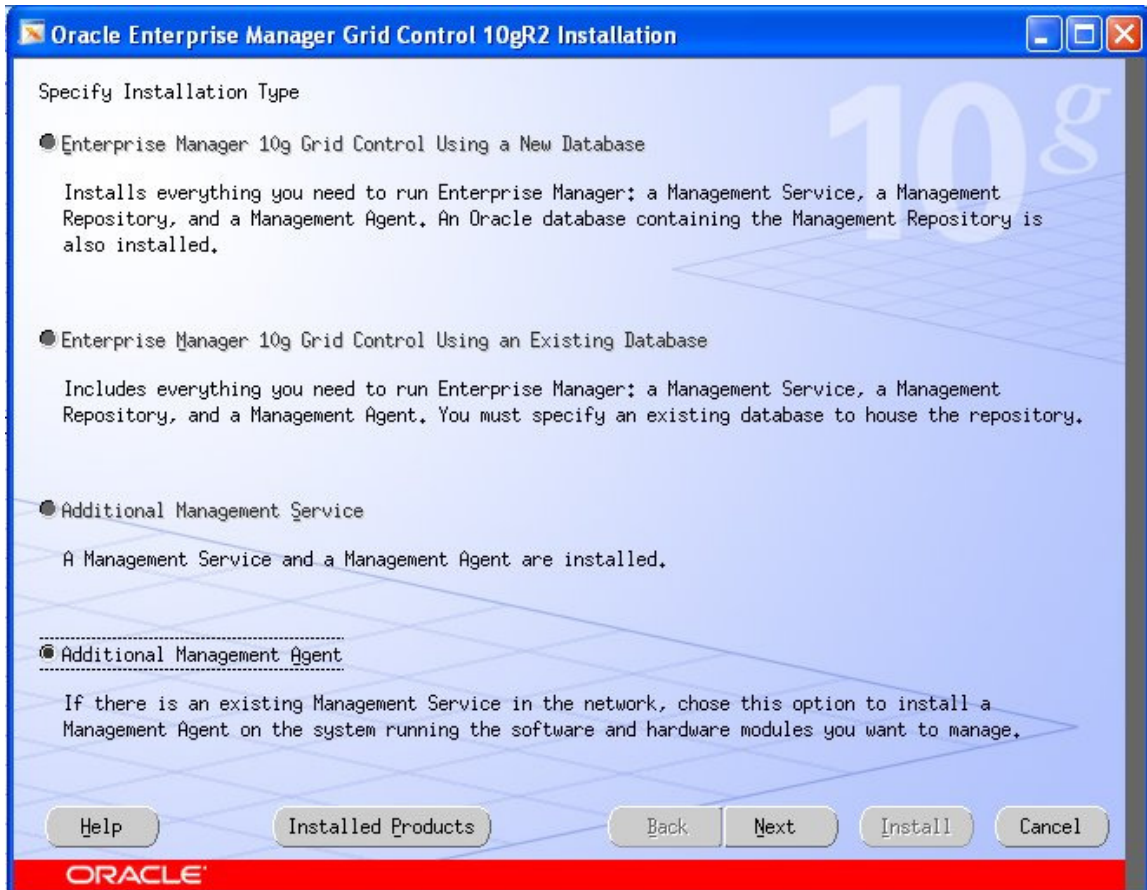 Oracle Enterprise Manager Grid Control 10gR2 Installation
10g
Specify Installation Type
Enterprise Manager 10g Grid Control Using a New Database
Installs everything you need to run Enterprise Manager: a Management Service, a Management
Repository, and a Management Agent. An Oracle database containing the Management Repository is
also installed.
Enterprise Manager 10g Grid Control Using an Existing Database
Includes everything you need to run Enterprise Manager: a Management Service, a Management
Repository, and a Management Agent. You must specify an existing database to house the repository.
Additional Management Service
A Management Service and a Management Agent are installed.
Additional Management Agent
If there is an existing Management Service in the network, chose this option to install a
Management Agent on the system running the software and hardware modules you want to manage.
Help Installed Products Back Next Install Cancel
ORACLE